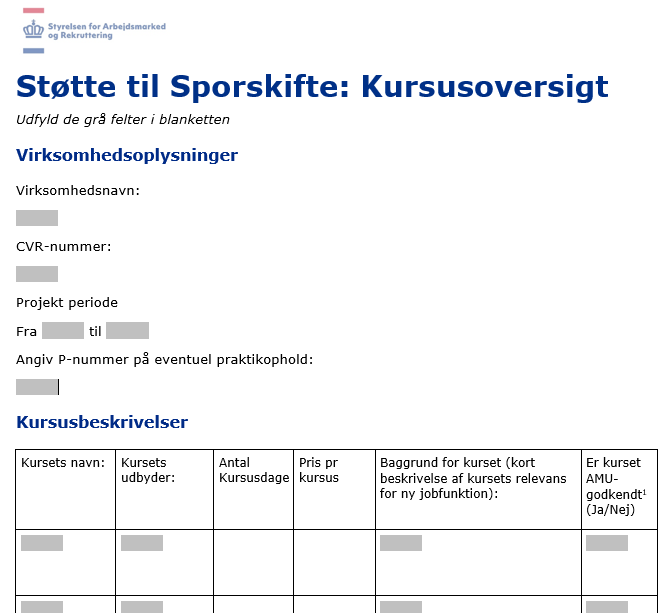 Styrelsen for Arbejdsmarked
og Rekruttering
Støtte til Sporskifte: Kursusoversigt
Udfyld de grå felter i blanketten
Virksomhedsoplysninger
Virksomhedsnavn:
CVR-nummer:
Projekt periode
Fra til
Angiv P-nummer på eventuel praktikophold:
Kursusbeskrivelser
Kursets navn:
Kursets
udbyder:
Antal
Kursusdage
Pris pr
kursus
Baggrund for kurset (kort
beskrivelse af kursets relevans
for ny jobfunktion):
Er kurset
AMU-
godkendt¹
(Ja/Nej)